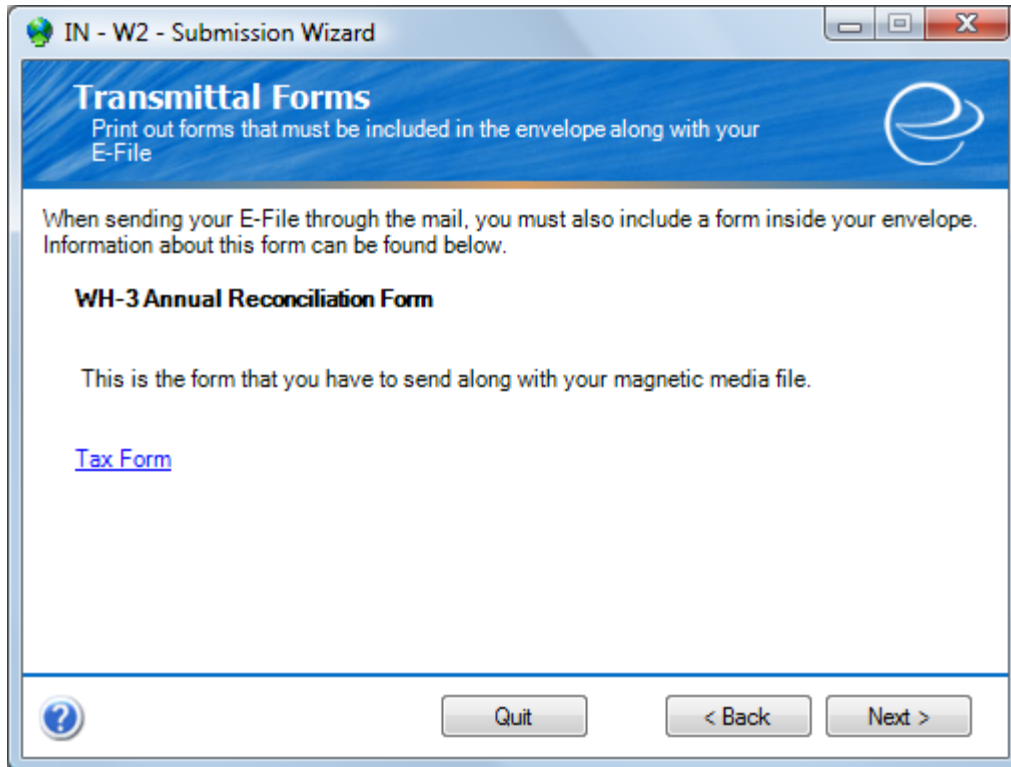 IN - W2 - Submission Wizard
Transmittal Forms
Print out forms that must be included in the envelope along with your
E-File
When sending your E-File through the mail, you must also include a form inside your envelope.
Information about this form can be found below.
WH-3 Annual Reconciliation Form
This is the form that you have to send along with your magnetic media file.
Tax Form
? Quit < Back Next >